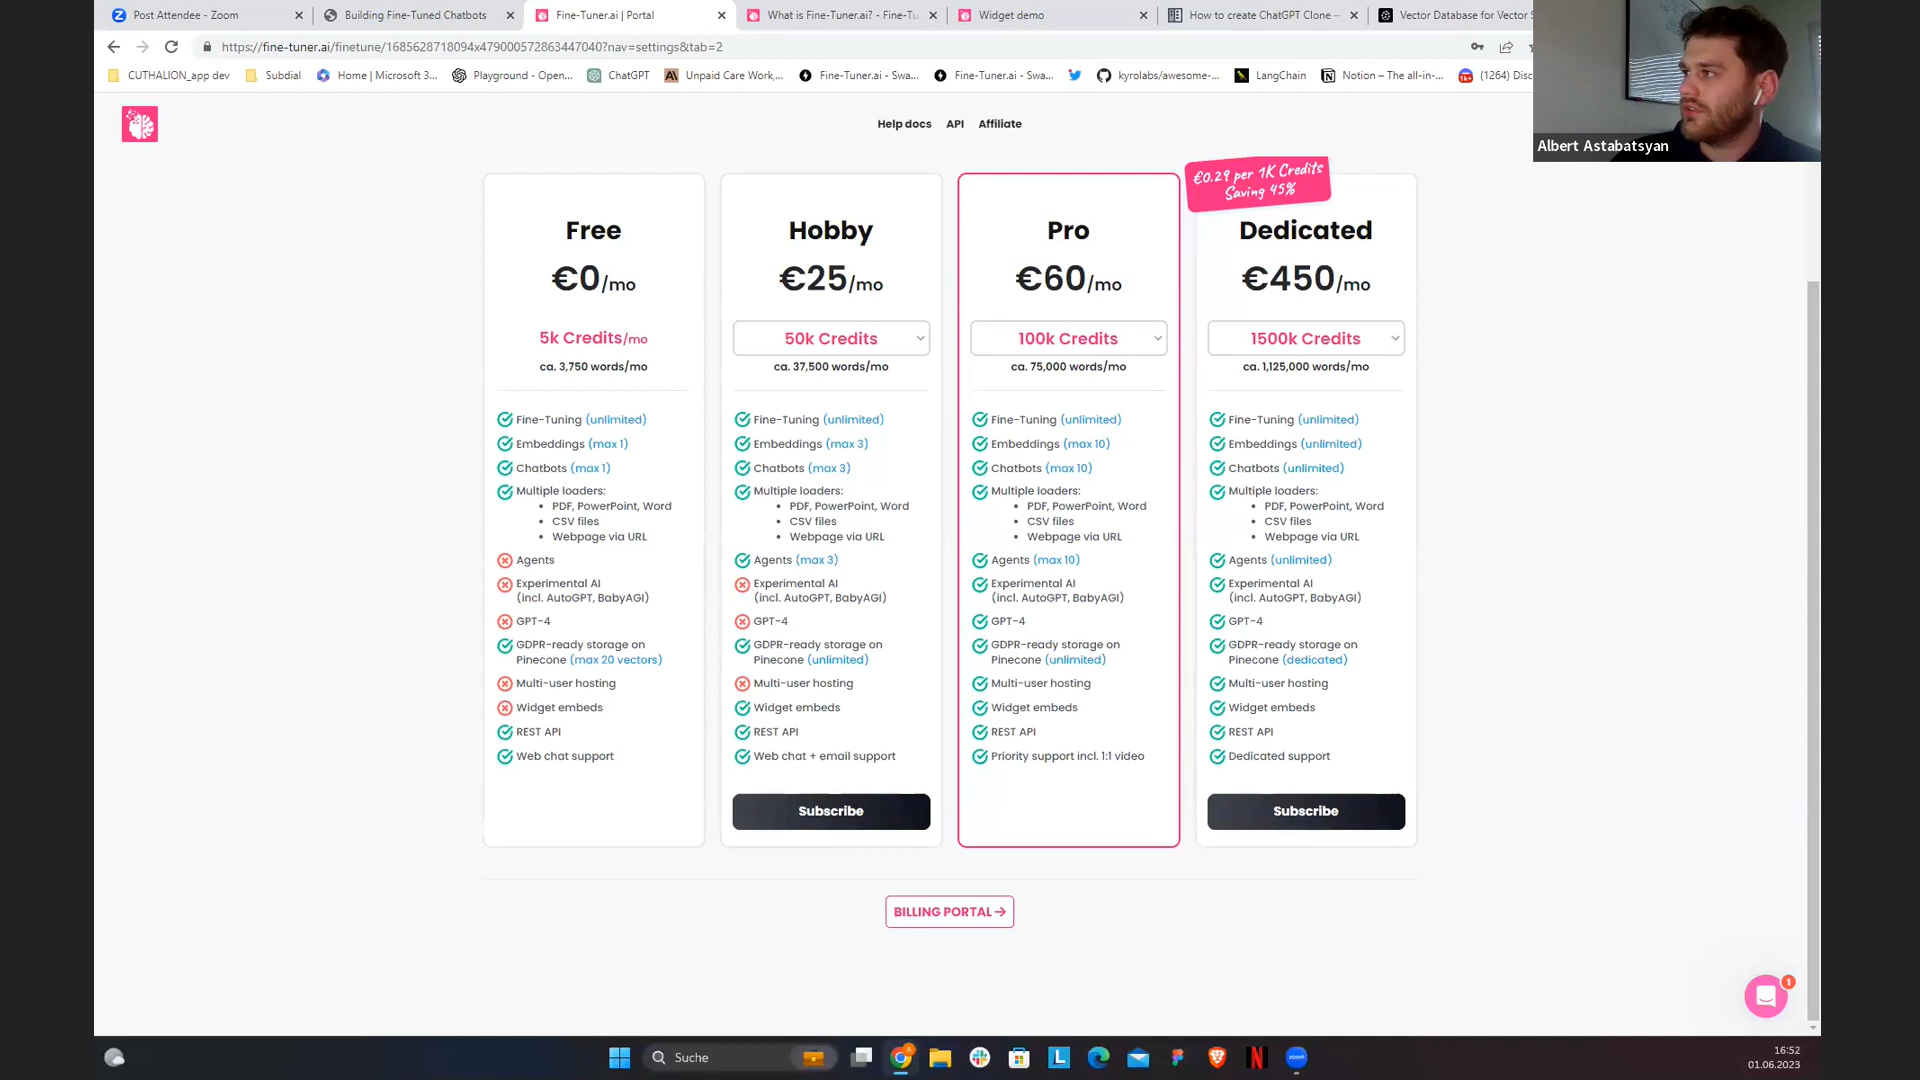 Post Attendee - Zoom
Building Fine-Tuned Chatbots
Fine-Tuner.ai | Portal
What is Fine-Tuner.ai? - Fine-Tu
Widget demo
How to create ChatGPT Clone –
Vector Database for Vector S
https://fine-tuner.ai/finetune/1685628718094x479000572863447040?nav=settings&tab=2
CUTHALION_app dev
Subdial
Home | Microsoft 3...
Playground - Open...
ChatGPT
Unpaid Care Work,...
Fine-Tuner.ai - Swa...
Fine-Tuner.ai - Swa...
kyrolabs/awesome-...
LangChain
Notion – The all-in-...
(1264) Disc
Albert Astabatsyan
Help docs
API
Affiliate
€0.29 per 1K Credits
Saving 45%
Free
€0/mo
5k Credits/mo
ca. 3,750 words/mo
Fine-Tuning (unlimited)
Embeddings (max 1)
Chatbots (max 1)
Multiple loaders:
• PDF, PowerPoint, Word
• CSV files
• Webpage via URL
Agents
Experimental AI
(incl. AutoGPT, BabyAGI)
GPT-4
GDPR-ready storage on
Pinecone (max 20 vectors)
Multi-user hosting
Widget embeds
REST API
Web chat support
Hobby
€25/mo
50k Credits
ca. 37,500 words/mo
Fine-Tuning (unlimited)
Embeddings (max 3)
Chatbots (max 3)
Multiple loaders:
• PDF, PowerPoint, Word
• CSV files
• Webpage via URL
Agents (max 3)
Experimental AI
(incl. AutoGPT, BabyAGI)
GPT-4
GDPR-ready storage on
Pinecone (unlimited)
Multi-user hosting
Widget embeds
REST API
Web chat + email support
Subscribe
Pro
€60/mo
100k Credits
ca. 75,000 words/mo
Fine-Tuning (unlimited)
Embeddings (max 10)
Chatbots (max 10)
Multiple loaders:
• PDF, PowerPoint, Word
• CSV files
• Webpage via URL
Agents (max 10)
Experimental AI
(incl. AutoGPT, BabyAGI)
GPT-4
GDPR-ready storage on
Pinecone (unlimited)
Multi-user hosting
Widget embeds
REST API
Priority support incl. 1:1 video
Dedicated
€450/mo
1500k Credits
ca. 1,125,000 words/mo
Fine-Tuning (unlimited)
Embeddings (unlimited)
Chatbots (unlimited)
Multiple loaders:
• PDF, PowerPoint, Word
• CSV files
• Webpage via URL
Agents (unlimited)
Experimental AI
(incl. AutoGPT, BabyAGI)
GPT-4
GDPR-ready storage on
Pinecone (dedicated)
Multi-user hosting
Widget embeds
REST API
Dedicated support
Subscribe
BILLING PORTAL →
1
Suche
16:52
01.06.2023